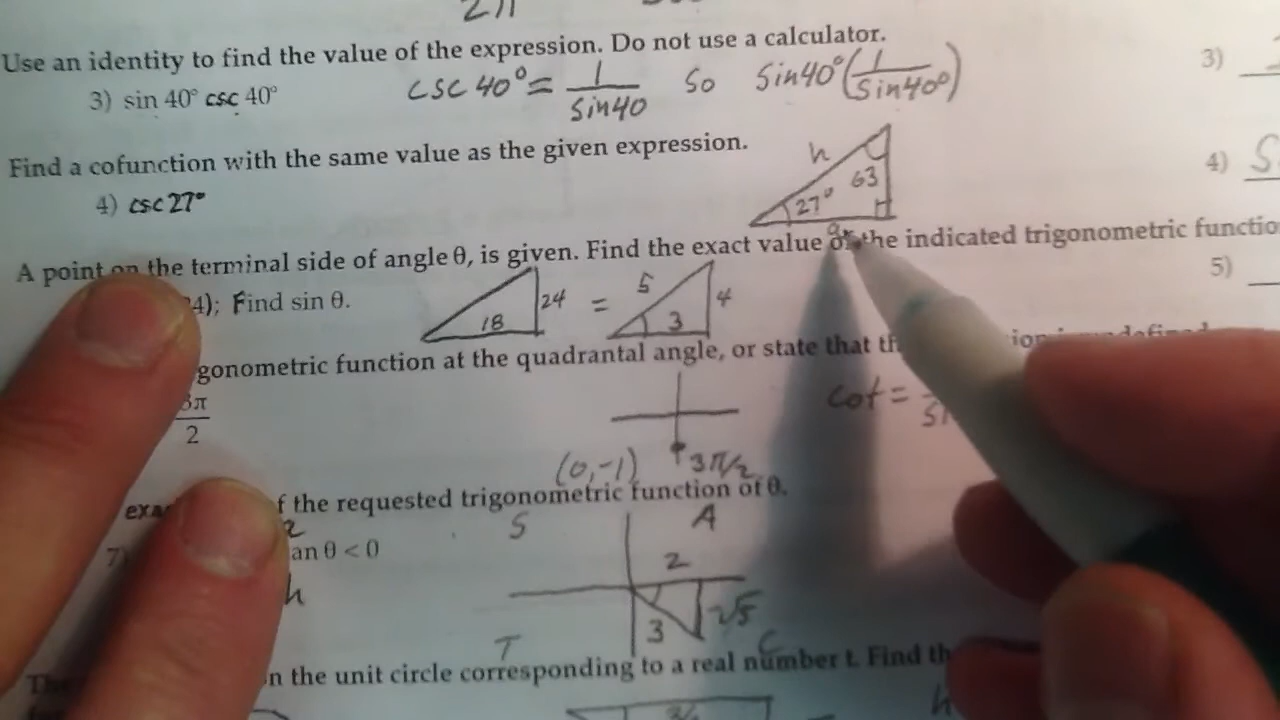 2π
Use an identity to find the value of the expression. Do not use a calculator.
3) sin 40° csc 40° csc 40° = 1/sin40 so sin40°(1/sin40°) 3)
Find a cofunction with the same value as the given expression.
4) csc 27° h 27° 63 4) S
A point on the terminal side of angle θ, is given. Find the exact value of the indicated trigonometric functio
4); Find sin θ. 18 24 = 5 3 4 5)
gonometric function at the quadrantal angle, or state that
3π/2 cot =
(0,-1) 3π/2
f the requested trigonometric function of θ.
S A
7) an θ < 0 2
h 3 √5
T C
n the unit circle corresponding to a real number t. Find
h